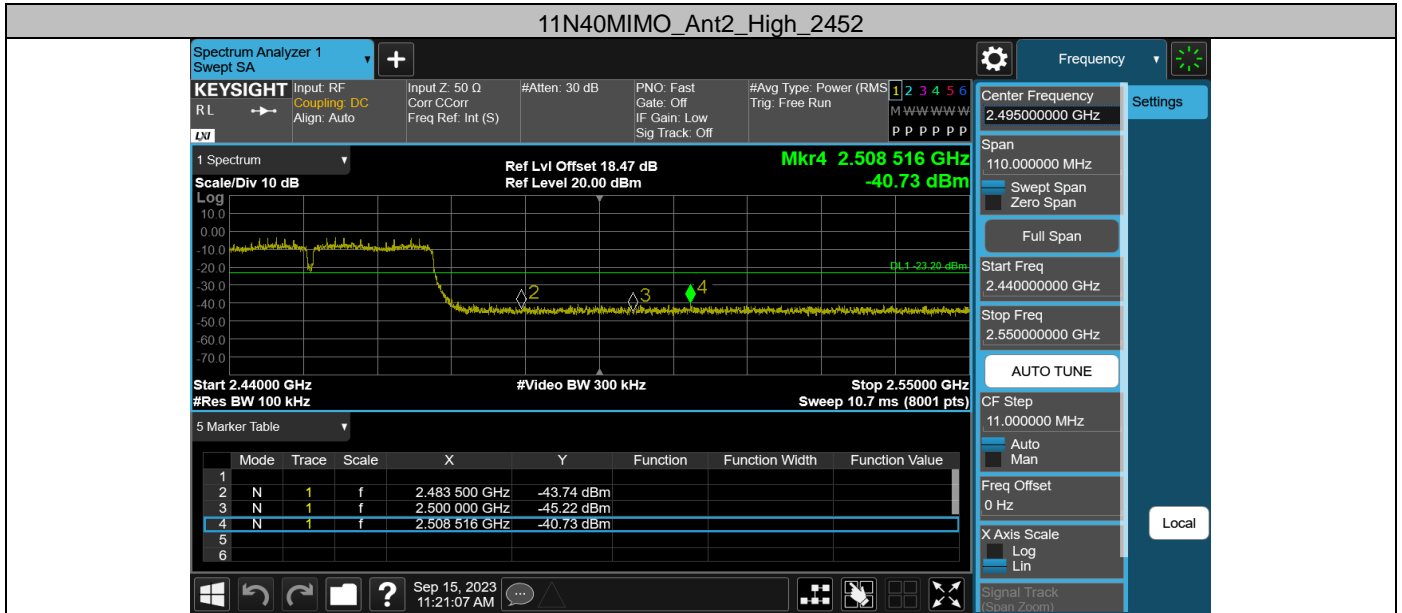 11N40MIMO_Ant2_High_2452
Spectrum Analyzer 1
Swept SA
Frequency
KEYSIGHT
RL
LXI
Input: RF
Coupling: DC
Align: Auto
Input Z: 50 Ω
Corr CCorr
Freq Ref: Int (S)
#Atten: 30 dB
PNO: Fast
Gate: Off
IF Gain: Low
Sig Track: Off
#Avg Type: Power (RMS
Trig: Free Run
1 2 3 4 5 6
M W W W W W
P P P P P P
1 Spectrum
Scale/Div 10 dB
Ref Lvl Offset 18.47 dB
Ref Level 20.00 dBm
Mkr4 2.508 516 GHz
-40.73 dBm
Log
10.0
0.00
-10.0
-20.0
-30.0
-40.0
-50.0
-60.0
-70.0
DL1 -23.20 dBm
2
3
4
Start 2.44000 GHz
#Video BW 300 kHz
Stop 2.55000 GHz
#Res BW 100 kHz
Sweep 10.7 ms (8001 pts)
5 Marker Table
Mode Trace Scale X Y Function Function Width Function Value
1
2 N 1 f 2.483 500 GHz -43.74 dBm
3 N 1 f 2.500 000 GHz -45.22 dBm
4 N 1 f 2.508 516 GHz -40.73 dBm
5
6
Sep 15, 2023
11:21:07 AM
Center Frequency
2.495000000 GHz
Settings
Span
110.000000 MHz
Swept Span
Zero Span
Full Span
Start Freq
2.440000000 GHz
Stop Freq
2.550000000 GHz
AUTO TUNE
CF Step
11.000000 MHz
Auto
Man
Freq Offset
0 Hz
X Axis Scale
Log
Lin
Local
Signal Track
(Span Zoom)